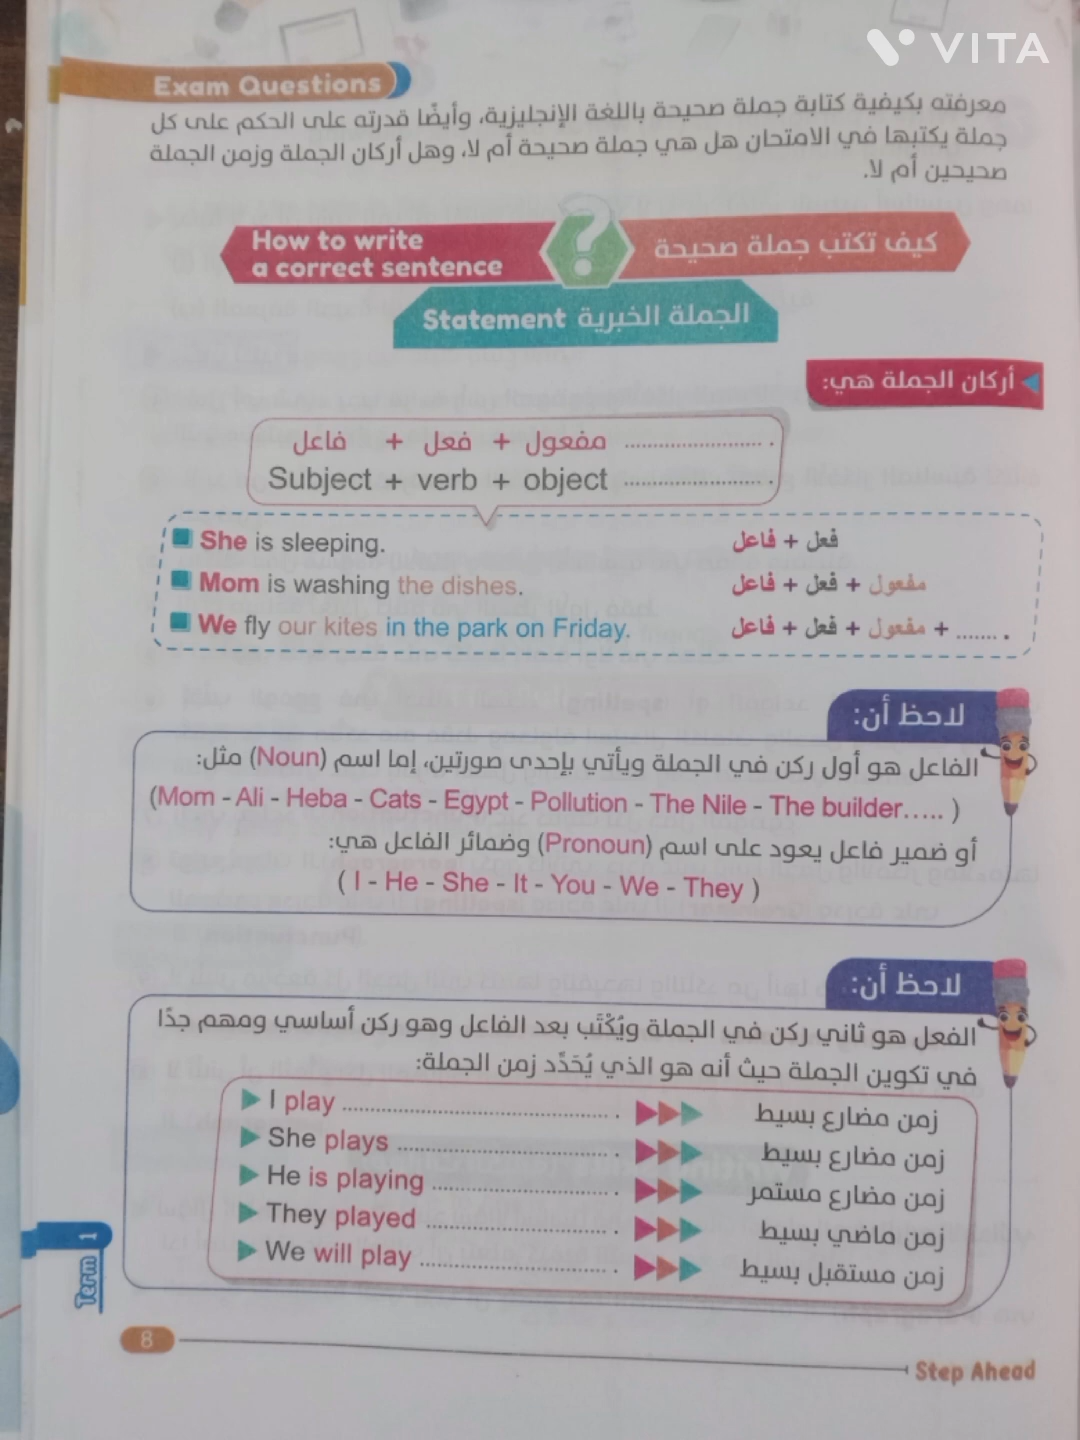 VITA
Exam Questions
معرفته بكيفية كتابة جملة صحيحة باللغة الإنجليزية، وأيضًا قدرته على الحكم على كل
جملة يكتبها في الامتحان هل هي جملة صحيحة أم لا، وهل أركان الجملة وزمن الجملة
صحيحين أم لا.
How to write
a correct sentence
?
كيف تكتب جملة صحيحة
Statement الجملة الخبرية
أركان الجملة هي:
فاعل + فعل + مفعول ........................ .
Subject + verb + object ........................ .
She is sleeping. فاعل + فعل
Mom is washing the dishes. فاعل + فعل + مفعول
We fly our kites in the park on Friday. فاعل + فعل + مفعول + ....... .
لاحظ أن:
الفاعل هو أول ركن في الجملة ويأتي بإحدى صورتين، إما اسم (Noun) مثل:
(Mom - Ali - Heba - Cats - Egypt - Pollution - The Nile - The builder..... )
أو ضمير فاعل يعود على اسم (Pronoun) وضمائر الفاعل هي:
( I - He - She - It - You - We - They )
لاحظ أن:
الفعل هو ثاني ركن في الجملة ويُكْتَب بعد الفاعل وهو ركن أساسي ومهم جدًا
في تكوين الجملة حيث أنه هو الذي يُحَدِّد زمن الجملة:
I play ........................ . زمن مضارع بسيط
She plays ........................ . زمن مضارع بسيط
He is playing ........................ . زمن مضارع مستمر
They played ........................ . زمن ماضي بسيط
We will play ........................ . زمن مستقبل بسيط
Term 1
8
Step Ahead